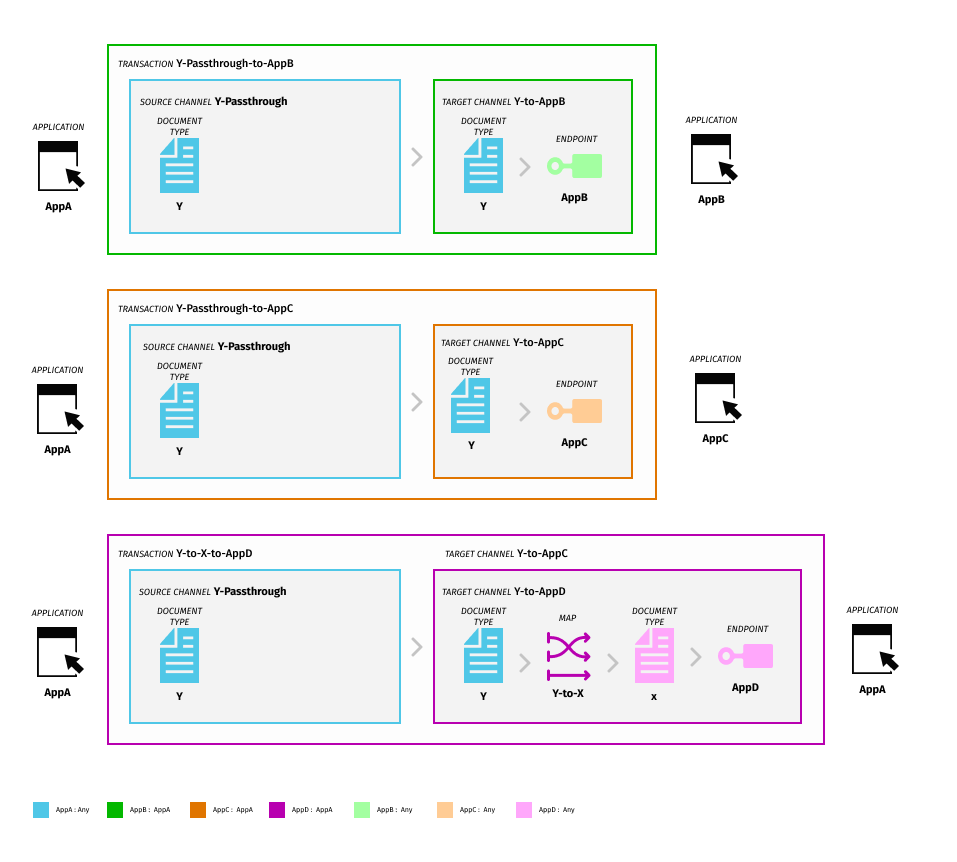 TRANSACTION Y-Passthrough-to-AppB
SOURCE CHANNEL Y-Passthrough
TARGET CHANNEL Y-to-AppB
APPLICATION
DOCUMENT
TYPE
DOCUMENT
TYPE
ENDPOINT
APPLICATION
AppA
Y
Y
AppB
AppB
TRANSACTION Y-Passthrough-to-AppC
SOURCE CHANNEL Y-Passthrough
TARGET CHANNEL Y-to-AppC
APPLICATION
DOCUMENT
TYPE
DOCUMENT
TYPE
ENDPOINT
APPLICATION
AppA
Y
Y
AppC
AppC
TRANSACTION Y-to-X-to-AppD
TARGET CHANNEL Y-to-AppC
SOURCE CHANNEL Y-Passthrough
TARGET CHANNEL Y-to-AppD
APPLICATION
DOCUMENT
TYPE
DOCUMENT
TYPE
MAP
DOCUMENT
TYPE
ENDPOINT
APPLICATION
AppA
Y
Y
Y-to-X
x
AppD
AppA
AppA : Any
AppB : AppA
AppC : AppA
AppD : AppA
AppB : Any
AppC : Any
AppD : Any